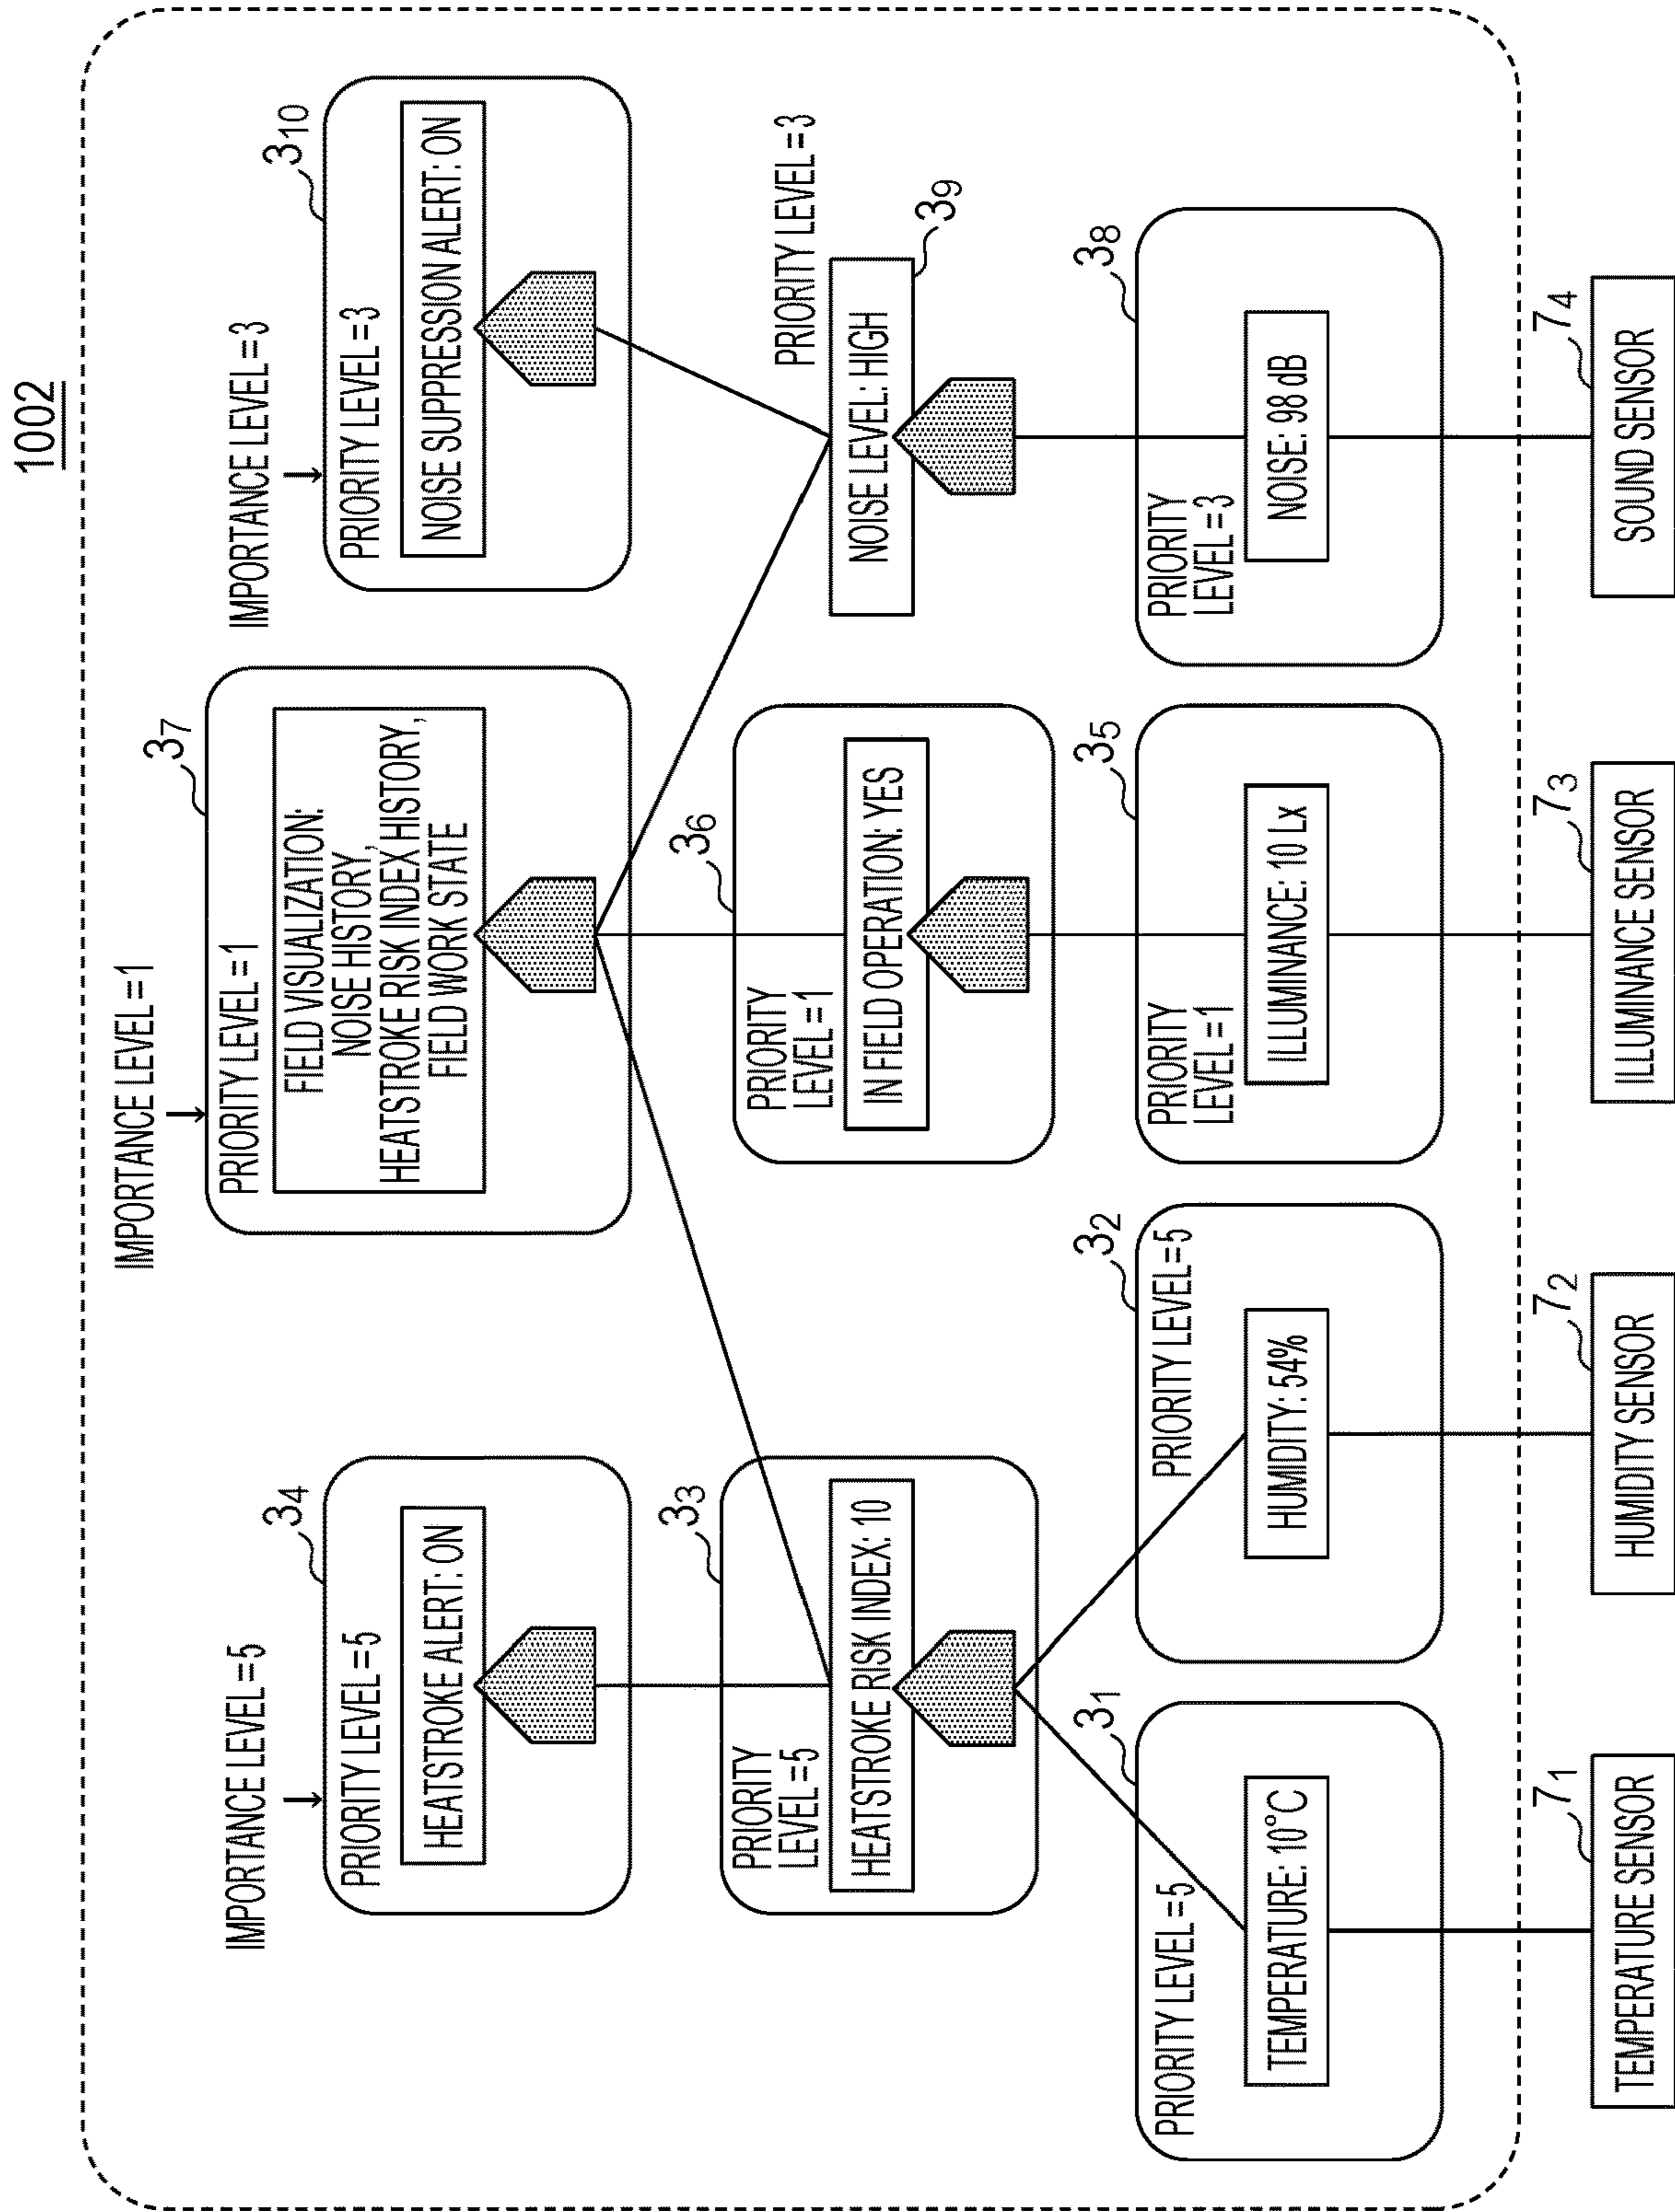 1002
IMPORTANCE LEVEL = 5
3₄
PRIORITY LEVEL = 5
HEATSTROKE ALERT: ON
IMPORTANCE LEVEL = 1
3₇
PRIORITY LEVEL = 1
FIELD VISUALIZATION:
NOISE HISTORY,
HEATSTROKE RISK INDEX HISTORY,
FIELD WORK STATE
IMPORTANCE LEVEL = 3
3₁₀
PRIORITY LEVEL = 3
NOISE SUPPRESSION ALERT: ON
3₃
PRIORITY
LEVEL = 5
HEATSTROKE RISK INDEX: 10
3₆
PRIORITY
LEVEL = 1
IN FIELD OPERATION: YES
PRIORITY LEVEL = 3
NOISE LEVEL: HIGH
3₉
3₁
PRIORITY LEVEL = 5
TEMPERATURE: 10°C
3₂
PRIORITY LEVEL = 5
HUMIDITY: 54%
3₅
PRIORITY
LEVEL = 1
ILLUMINANCE: 10 Lx
3₈
PRIORITY
LEVEL = 3
NOISE: 98 dB
7₁
TEMPERATURE SENSOR
7₂
HUMIDITY SENSOR
7₃
ILLUMINANCE SENSOR
7₄
SOUND SENSOR